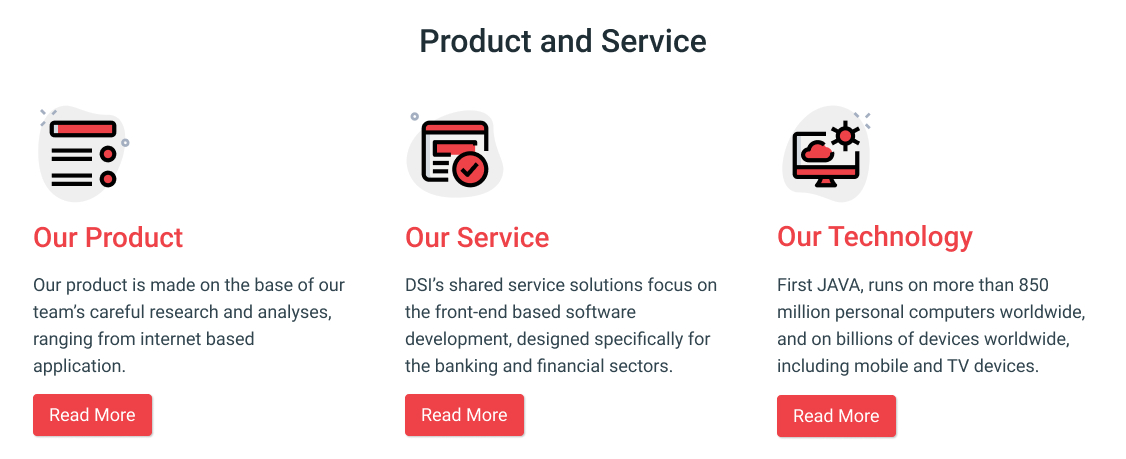 Product and Service
Our Product
Our product is made on the base of our
team’s careful research and analyses,
ranging from internet based
application.
Read More
Our Service
DSI’s shared service solutions focus on
the front-end based software
development, designed specifically for
the banking and financial sectors.
Read More
Our Technology
First JAVA, runs on more than 850
million personal computers worldwide,
and on billions of devices worldwide,
including mobile and TV devices.
Read More